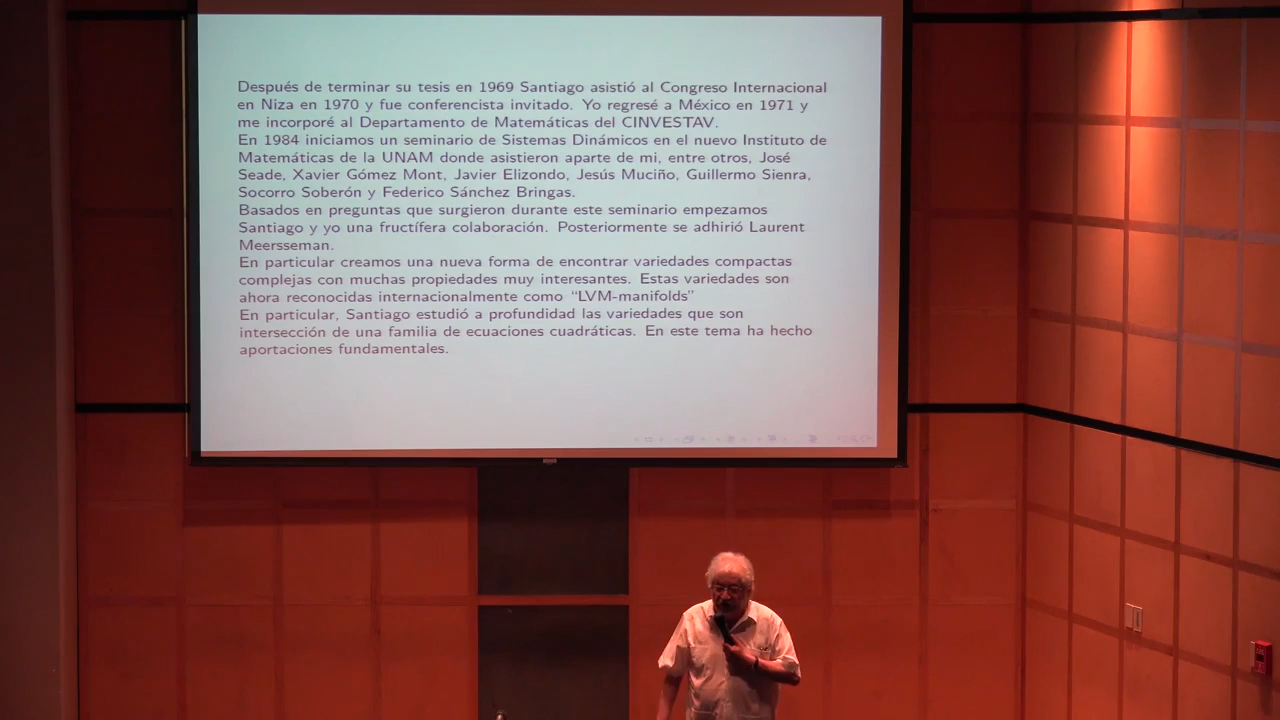 Después de terminar su tesis en 1969 Santiago asistió al Congreso Internacional
en Niza en 1970 y fue conferencista invitado. Yo regresé a México en 1971 y
me incorporé al Departamento de Matemáticas del CINVESTAV.
En 1984 iniciamos un seminario de Sistemas Dinámicos en el nuevo Instituto de
Matemáticas de la UNAM donde asistieron aparte de mi, entre otros, José
Seade, Xavier Gómez Mont, Javier Elizondo, Jesús Muciño, Guillermo Sienra,
Socorro Soberón y Federico Sánchez Bringas.
Basados en preguntas que surgieron durante este seminario empezamos
Santiago y yo una fructífera colaboración. Posteriormente se adhirió Laurent
Meersseman.
En particular creamos una nueva forma de encontrar variedades compactas
complejas con muchas propiedades muy interesantes. Estas variedades son
ahora reconocidas internacionalmente como “LVM-manifolds”
En particular, Santiago estudió a profundidad las variedades que son
intersección de una familia de ecuaciones cuadráticas. En este tema ha hecho
aportaciones fundamentales.